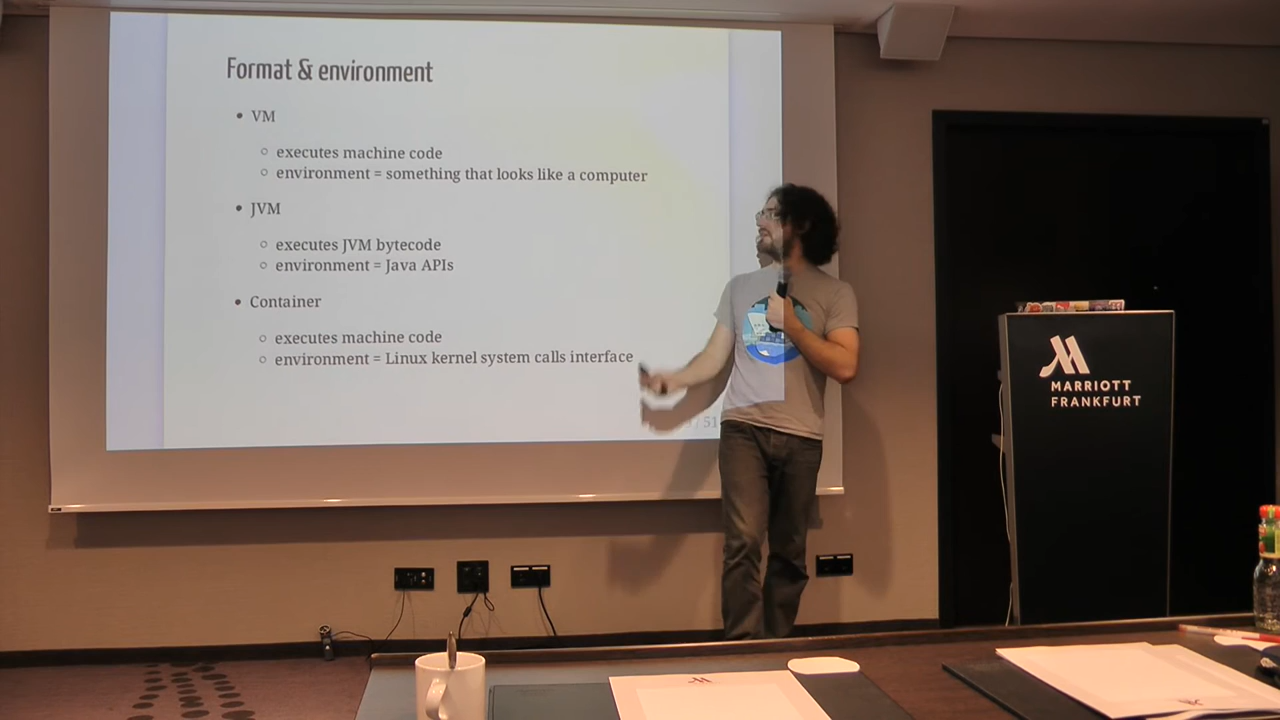 Format & environment
• VM
○ executes machine code
○ environment = something that looks like a computer
• JVM
○ executes JVM bytecode
○ environment = Java APIs
• Container
○ executes machine code
○ environment = Linux kernel system calls interface
/ 51
MARRIOTT
FRANKFURT